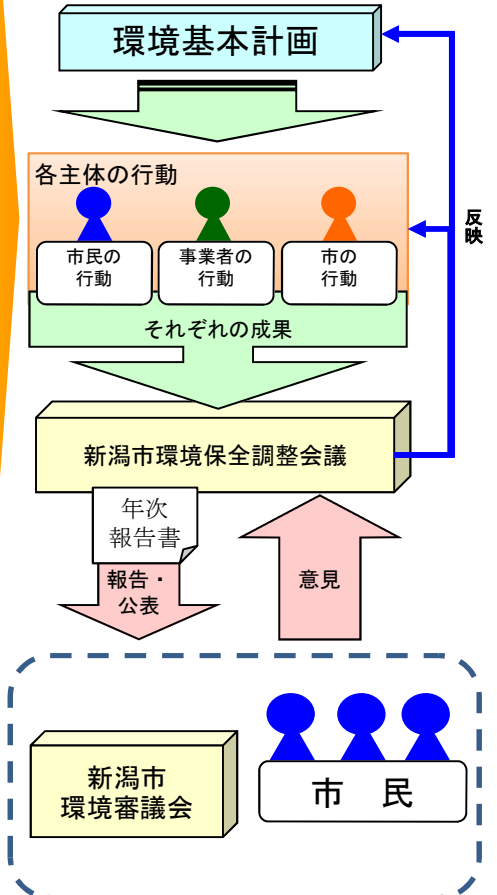 環境基本計画
各主体の行動
市民の
行動
事業者の
行動
市の
行動
反映
それぞれの成果
新潟市環境保全調整会議
年次
報告書
報告・
公表
意見
新潟市
環境審議会
市　民